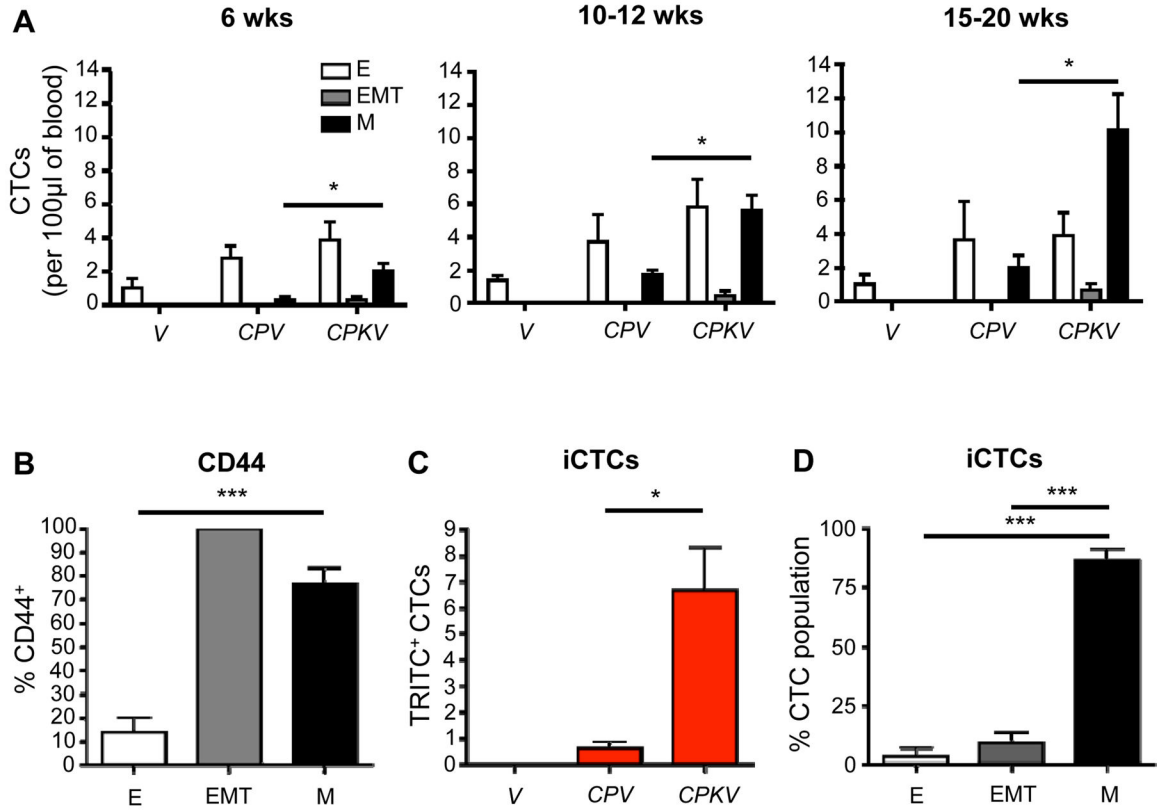 A
6 wks
10-12 wks
15-20 wks
CTCs
(per 100μl of blood)
14
12
10
8
6
4
2
0
E
EMT
M
*
V
CPV
CPKV
14
12
10
8
6
4
2
0
*
V
CPV
CPKV
14
12
10
8
6
4
2
0
*
V
CPV
CPKV
B
CD44
***
% CD44⁺
100
90
80
70
60
50
40
30
20
10
0
E
EMT
M
C
iCTCs
*
TRITC⁺ CTCs
9
8
7
6
5
4
3
2
1
0
V
CPV
CPKV
D
iCTCs
***
***
% CTC population
100
75
50
25
0
E
EMT
M